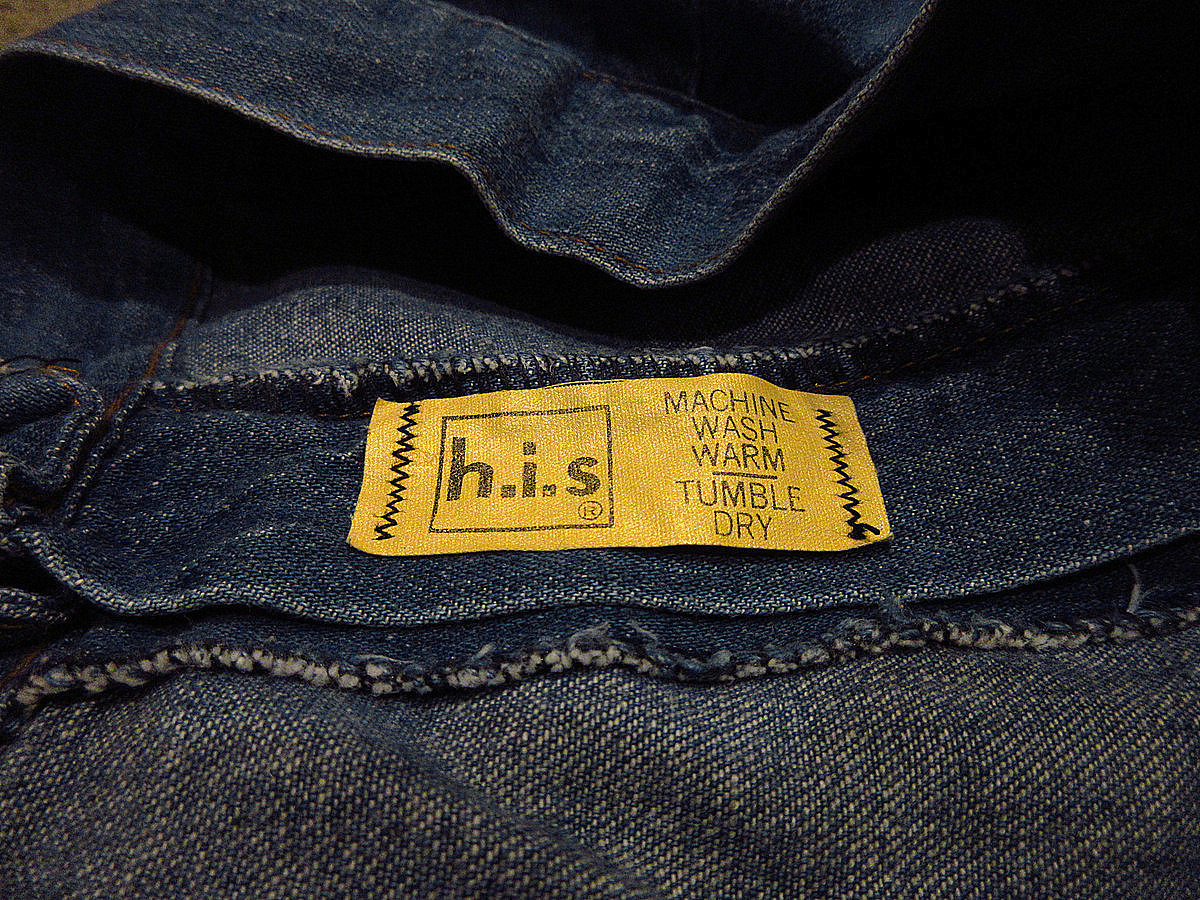 h.i.s
®
MACHINE
WASH
WARM
TUMBLE
DRY